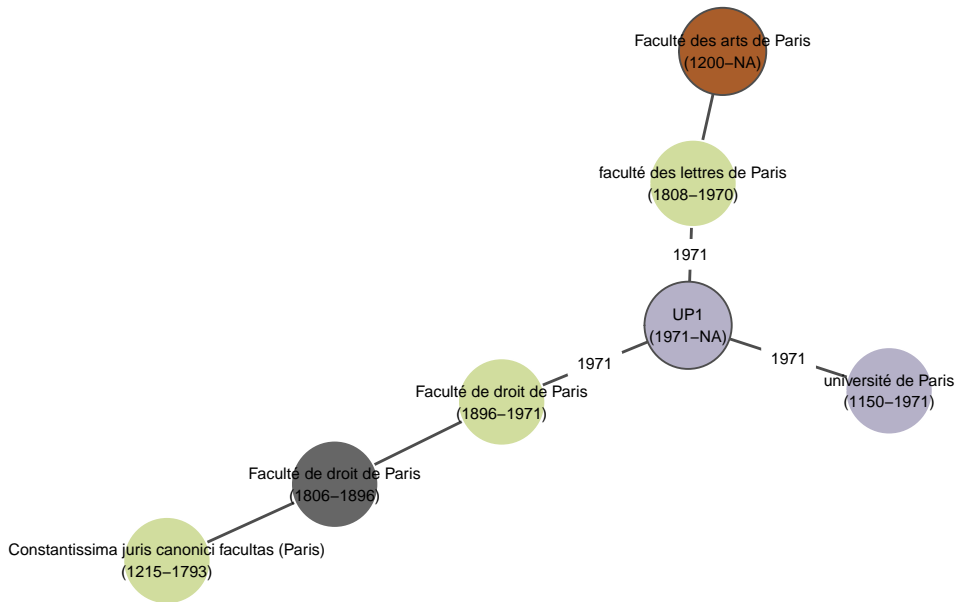 Faculté des arts de Paris
(1200–NA)
faculté des lettres de Paris
(1808–1970)
1971
UP1
(1971–NA)
1971
1971
université de Paris
(1150–1971)
Faculté de droit de Paris
(1896–1971)
Faculté de droit de Paris
(1806–1896)
Constantissima juris canonici facultas (Paris)
(1215–1793)